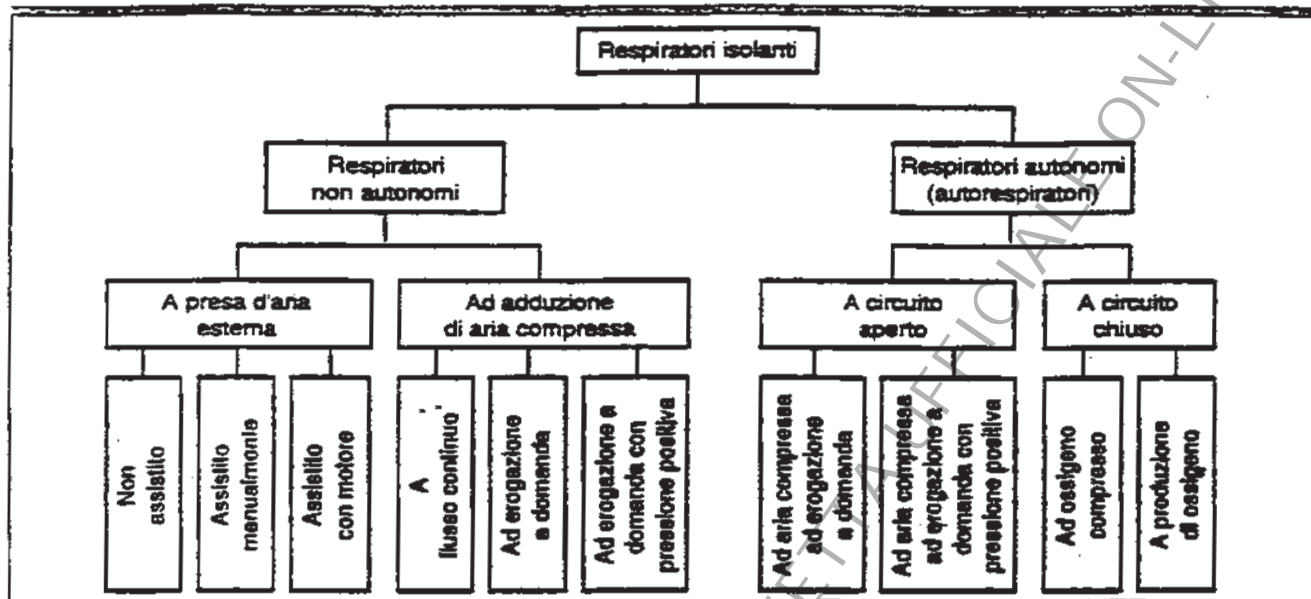 Respiratori isolanti
Respiratori
non autonomi
Respiratori autonomi
(autorespiratori)
A presa d'aria
esterna
Ad adduzione
di aria compressa
A circuito
aperto
A circuito
chiuso
Non
assistito
Assistito
manualmente
Assistito
con motore
A
flusso continuo
Ad erogazione
a domanda
Ad erogazione a
domanda con
pressione positiva
Ad aria compressa
ad erogazione
a domanda
Ad aria compressa
ad erogazione a
domanda con
pressione positiva
Ad ossigeno
compresso
A produzione
di ossigeno